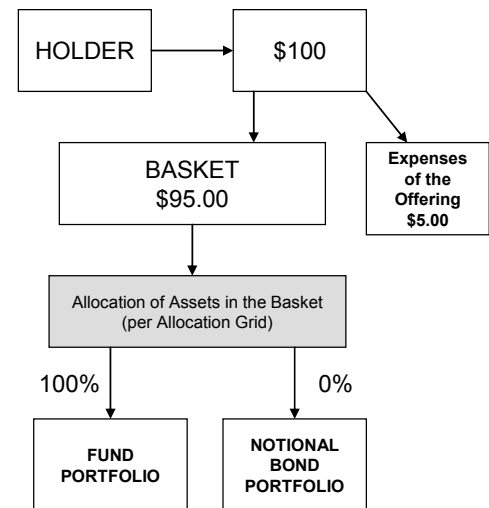 HOLDER
$100
BASKET
$95.00
Expenses
of the
Offering
$5.00
Allocation of Assets in the Basket
(per Allocation Grid)
100%
0%
FUND
PORTFOLIO
NOTIONAL
BOND
PORTFOLIO